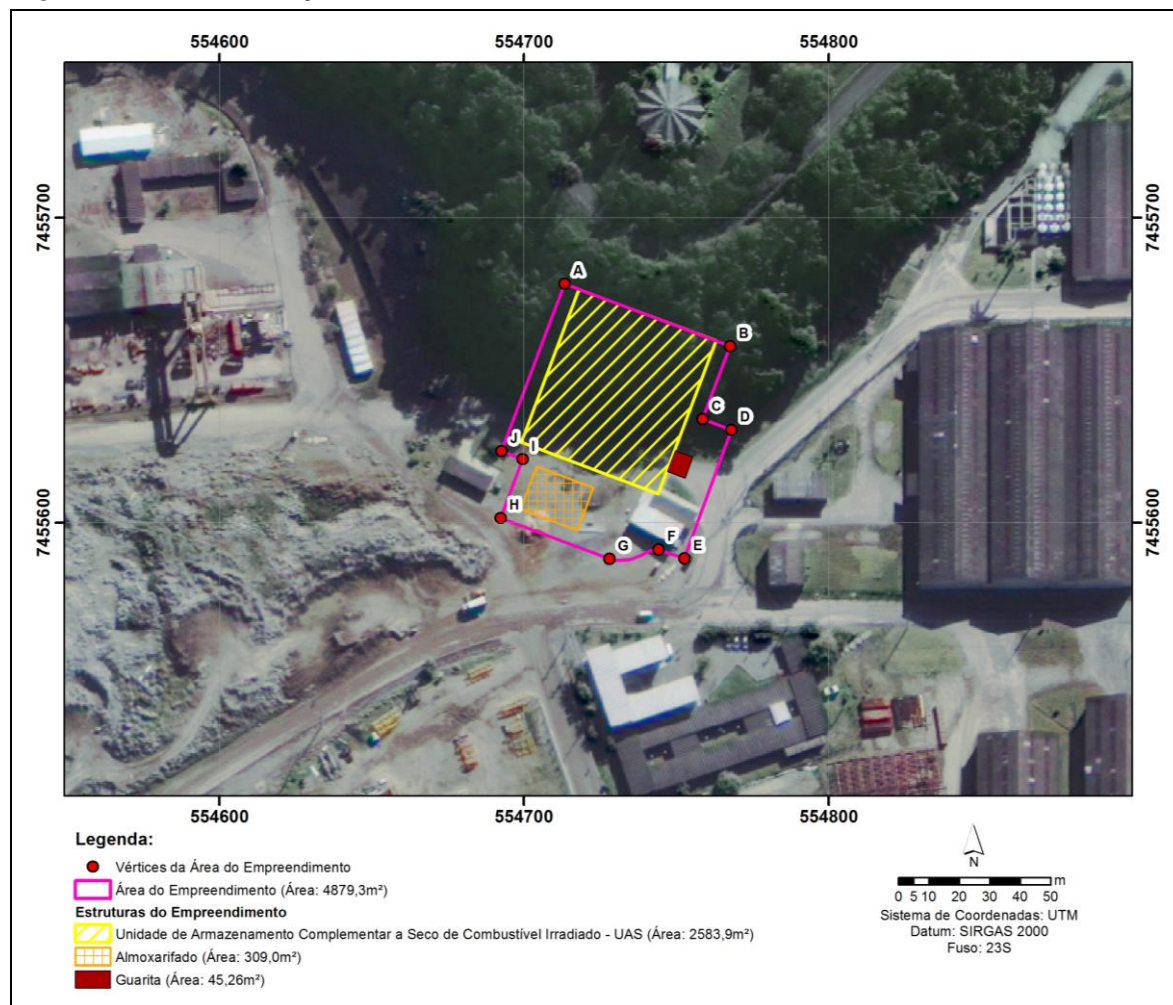 554600 554700 554800
7455700 7455700
A
B
C
D
J
I
H
G
F
E
7455600 7455600
554600 554700 554800
Legenda:
Vértices da Área do Empreendimento
Área do Empreendimento (Área: 4879,3m²)
Estruturas do Empreendimento
Unidade de Armazenamento Complementar a Seco de Combustível Irradiado - UAS (Área: 2583,9m²)
Almoxarifado (Área: 309,0m²)
Guarita (Área: 45,26m²)
N
m
0 5 10 20 30 40 50
Sistema de Coordenadas: UTM
Datum: SIRGAS 2000
Fuso: 23S